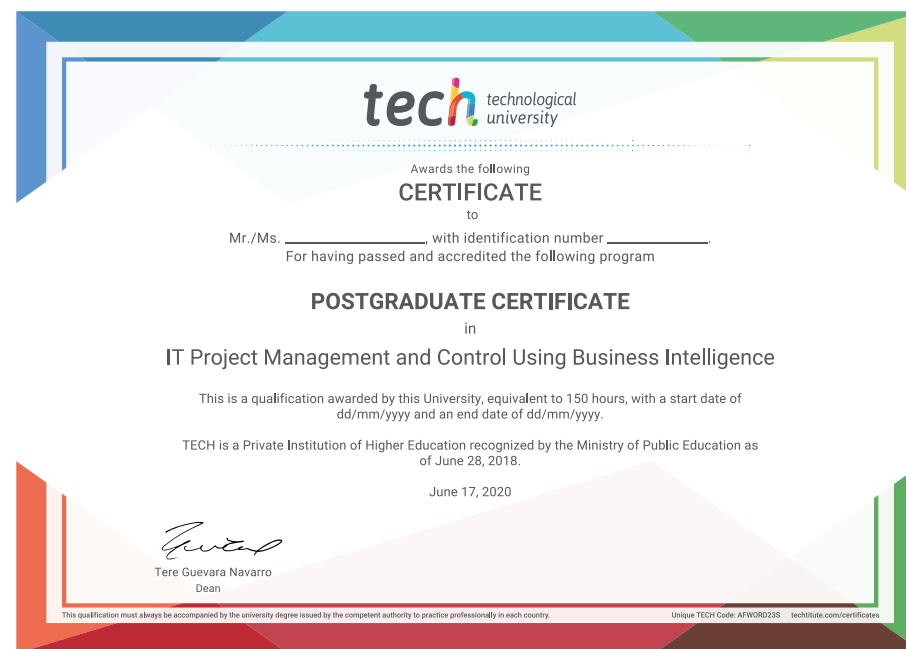 tech technological
university
Awards the following
CERTIFICATE
to
Mr./Ms. ____________, with identification number ____________.
For having passed and accredited the following program
POSTGRADUATE CERTIFICATE
in
IT Project Management and Control Using Business Intelligence
This is a qualification awarded by this University, equivalent to 150 hours, with a start date of
dd/mm/yyyy and an end date of dd/mm/yyyy.
TECH is a Private Institution of Higher Education recognized by the Ministry of Public Education as
of June 28, 2018.
June 17, 2020
Tere Guevara Navarro
Dean
This qualification must always be accompanied by the university degree issued by the competent authority to practice professionally in each country.
Unique TECH Code: AFWORD23S techtitute.com/certificates